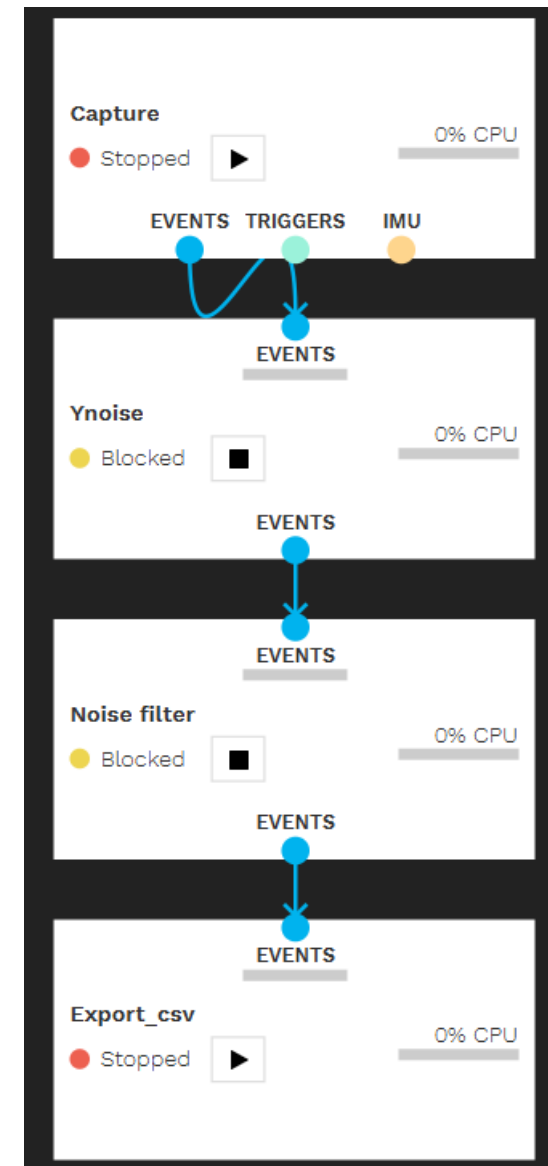 Capture
0% CPU
Stopped
EVENTS TRIGGERS IMU
EVENTS
Ynoise
0% CPU
Blocked
EVENTS
EVENTS
Noise filter
0% CPU
Blocked
EVENTS
EVENTS
Export_csv
0% CPU
Stopped